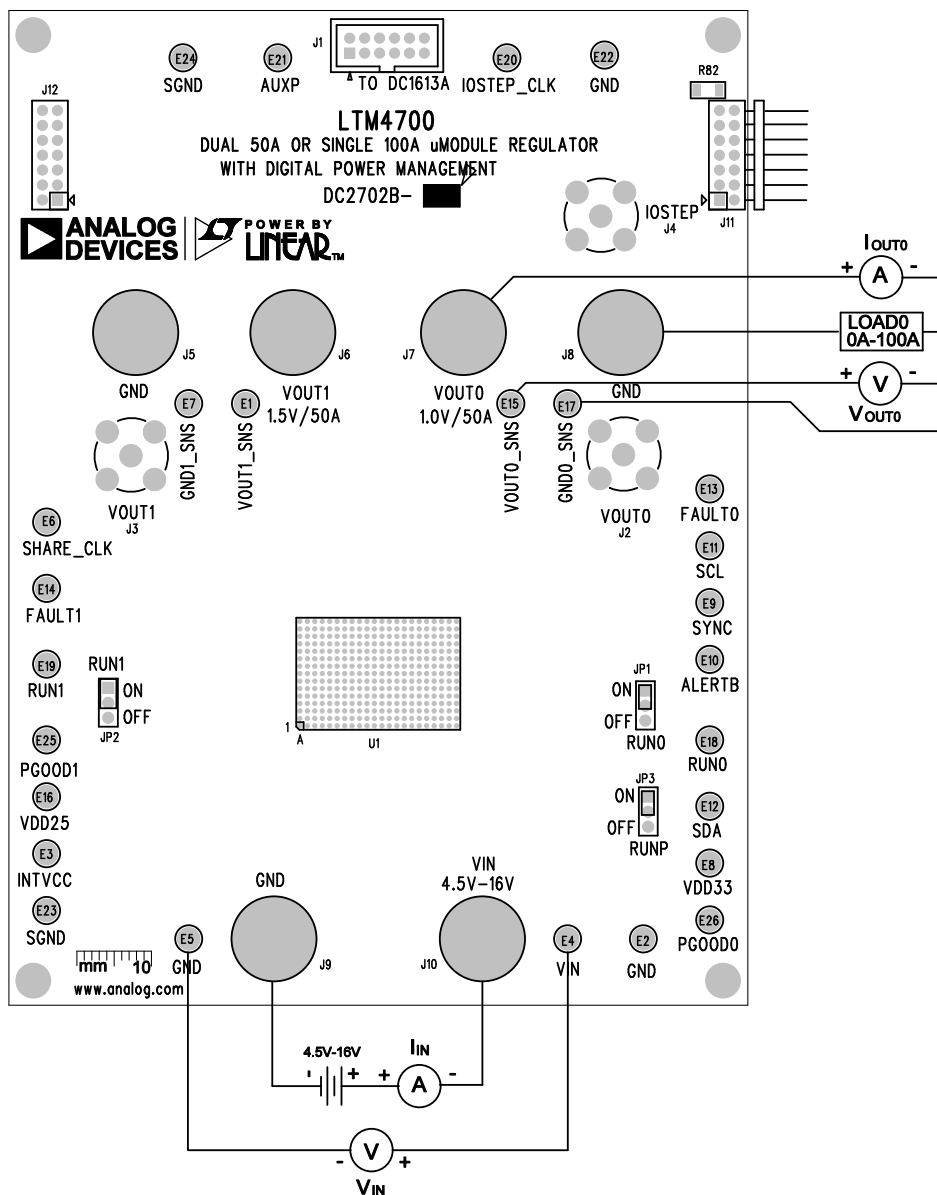 J1
E24
SGND
E21
AUXP
TO DC1613A
E20
IOSTEP_CLK
E22
GND
R82
J12
LTM4700
DUAL 50A OR SINGLE 100A uMODULE REGULATOR
WITH DIGITAL POWER MANAGEMENT
DC2702B-
ANALOG
DEVICES
POWER BY
LINEAR™
IOSTEP
J4
J11
IOUT0
+ A -
LOAD0
0A-100A
+ V -
VOUT0
J5
GND
J6
VOUT1
1.5V/50A
J7
VOUT0
1.0V/50A
J8
GND
E7
GND1_SNS
E1
VOUT1_SNS
E15
VOUT0_SNS
E17
GND0_SNS
VOUT1
J3
VOUT0
J2
E6
SHARE_CLK
E14
FAULT1
E19
RUN1
RUN1
ON
OFF
JP2
E25
PGOOD1
E16
VDD25
E3
INTVCC
E23
SGND
1
A
U1
E13
FAULT0
E11
SCL
E9
SYNC
E10
ALERTB
JP1
ON
OFF
RUN0
E18
RUN0
JP3
ON
OFF
RUNP
E12
SDA
E8
VDD33
E26
PGOOD0
GND
J9
VIN
4.5V-16V
J10
E5
GND
E4
VIN
E2
GND
mm 10
www.analog.com
4.5V-16V
- +
IIN
+ A -
- V +
VIN